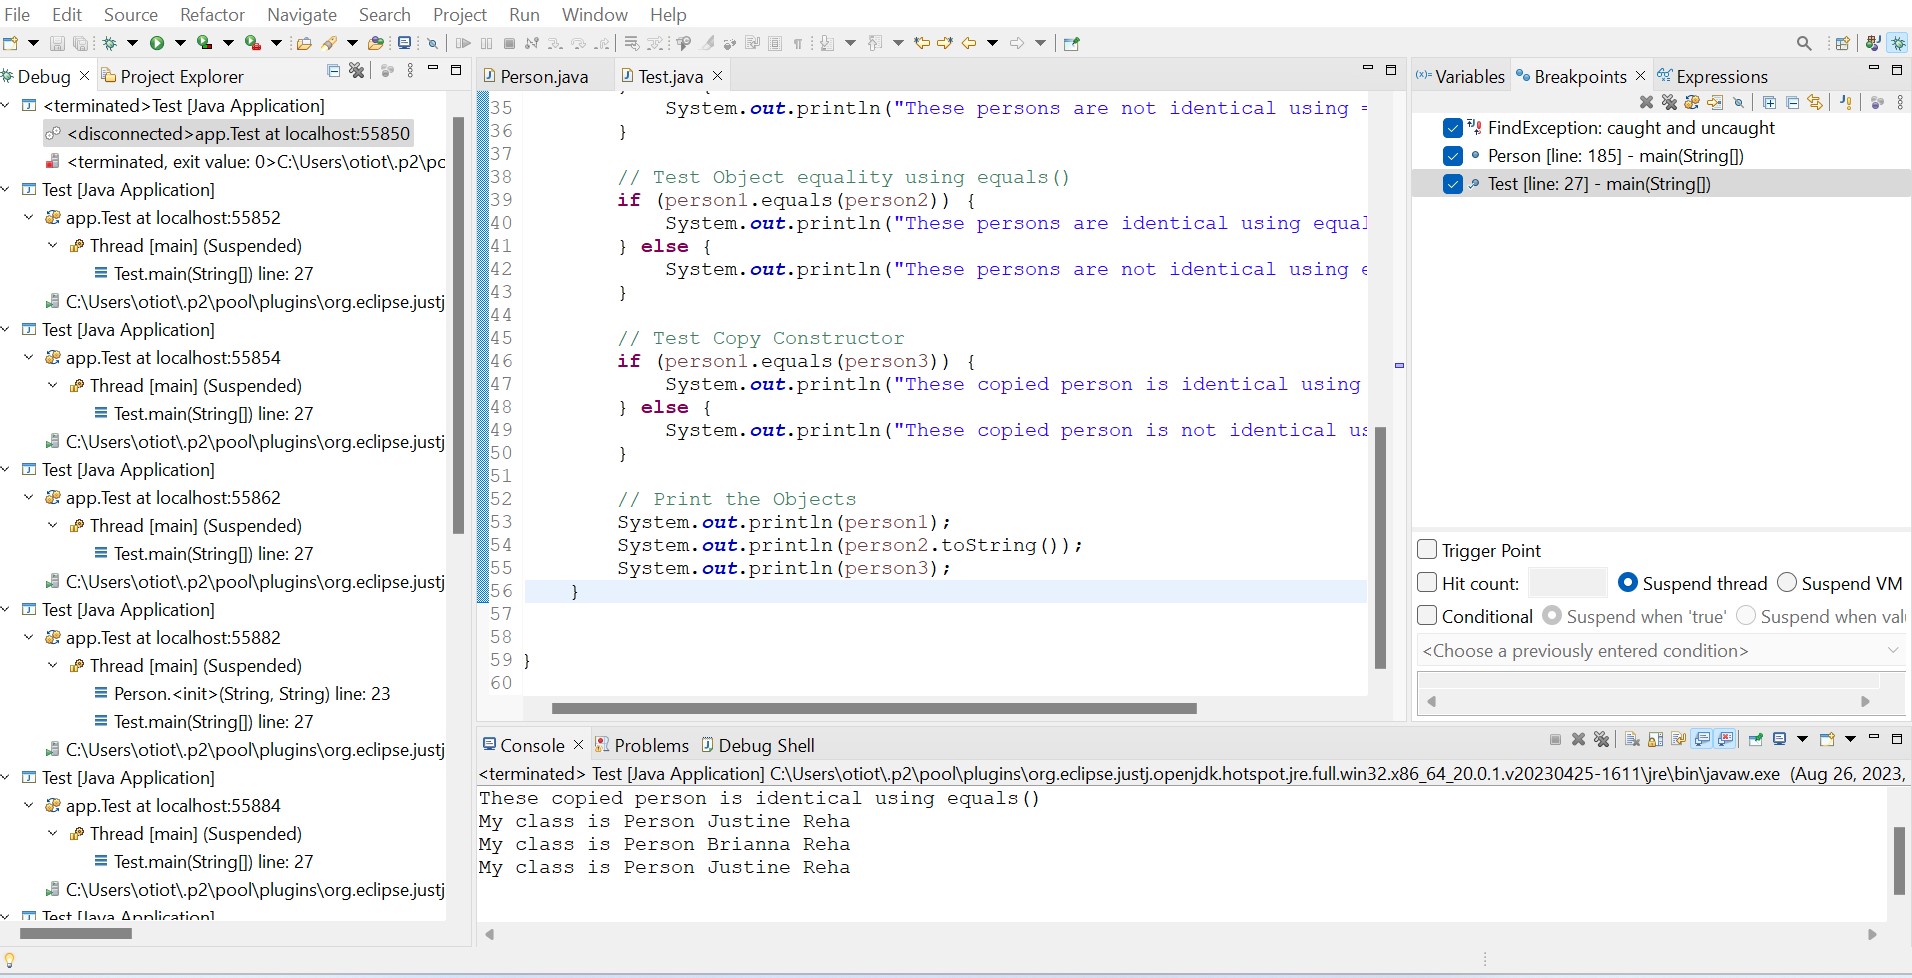 File Edit Source Refactor Navigate Search Project Run Window Help
Debug Project Explorer
<terminated>Test [Java Application]
<disconnected>app.Test at localhost:55850
<terminated, exit value: 0>C:\Users\otiot\.p2\po
Test [Java Application]
app.Test at localhost:55852
Thread [main] (Suspended)
Test.main(String[]) line: 27
C:\Users\otiot\.p2\pool\plugins\org.eclipse.justj
Test [Java Application]
app.Test at localhost:55854
Thread [main] (Suspended)
Test.main(String[]) line: 27
C:\Users\otiot\.p2\pool\plugins\org.eclipse.justj
Test [Java Application]
app.Test at localhost:55862
Thread [main] (Suspended)
Test.main(String[]) line: 27
C:\Users\otiot\.p2\pool\plugins\org.eclipse.justj
Test [Java Application]
app.Test at localhost:55882
Thread [main] (Suspended)
Person.<init>(String, String) line: 23
Test.main(String[]) line: 27
C:\Users\otiot\.p2\pool\plugins\org.eclipse.justj
Test [Java Application]
app.Test at localhost:55884
Thread [main] (Suspended)
Test.main(String[]) line: 27
C:\Users\otiot\.p2\pool\plugins\org.eclipse.justj
Test [Java Application]
Person.java Test.java
35 System.out.println("These persons are not identical using =
36 }
37
38 // Test Object equality using equals()
39 if (person1.equals(person2)) {
40 System.out.println("These persons are identical using equal
41 } else {
42 System.out.println("These persons are not identical using e
43 }
44
45 // Test Copy Constructor
46 if (person1.equals(person3)) {
47 System.out.println("These copied person is identical using
48 } else {
49 System.out.println("These copied person is not identical us
50 }
51
52 // Print the Objects
53 System.out.println(person1);
54 System.out.println(person2.toString());
55 System.out.println(person3);
56 }
57
58
59 }
60
(x)= Variables Breakpoints Expressions
FindException: caught and uncaught
Person [line: 185] - main(String[])
Test [line: 27] - main(String[])
Trigger Point
Hit count: Suspend thread Suspend VM
Conditional Suspend when 'true' Suspend when val
<Choose a previously entered condition>
Console Problems Debug Shell
<terminated> Test [Java Application] C:\Users\otiot\.p2\pool\plugins\org.eclipse.justj.openjdk.hotspot.jre.full.win32.x86_64_20.0.1.v20230425-1611\jre\bin\javaw.exe (Aug 26, 2023,
These copied person is identical using equals()
My class is Person Justine Reha
My class is Person Brianna Reha
My class is Person Justine Reha